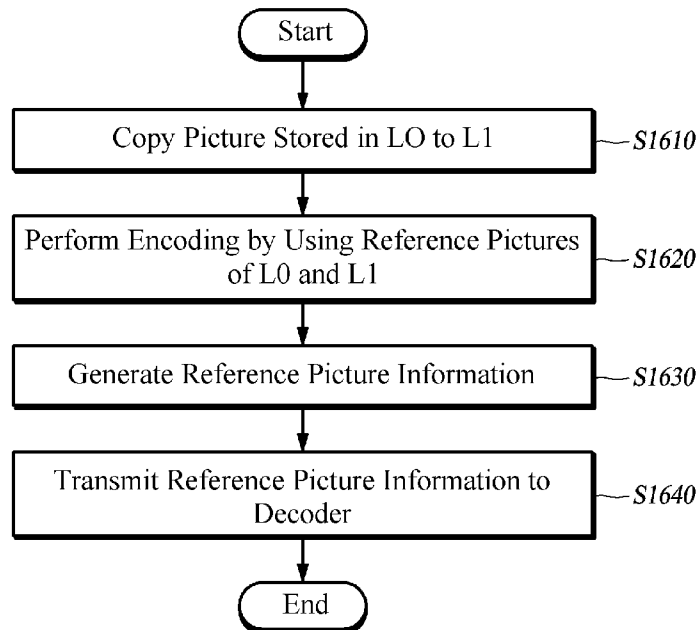 Start
Copy Picture Stored in LO to L1
S1610
Perform Encoding by Using Reference Pictures
of L0 and L1
S1620
Generate Reference Picture Information
S1630
Transmit Reference Picture Information to
Decoder
S1640
End